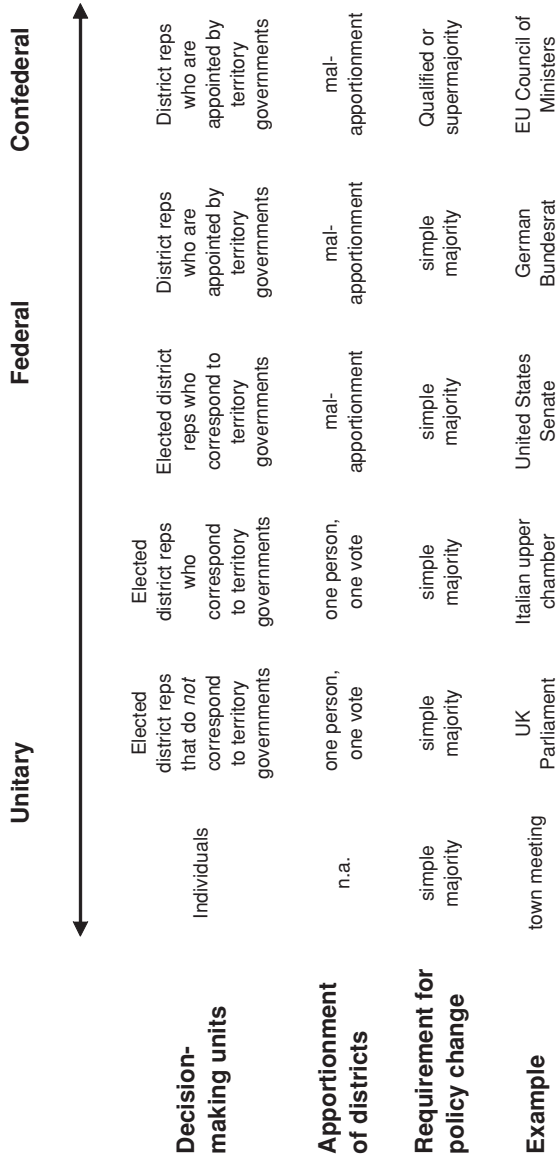 Unitary
Federal
Confederal
Decision-
making units
Individuals
Elected
district reps
that do not
correspond
to territory
governments
Elected
district reps
who
correspond
to territory
governments
Elected district
reps who
correspond to
territory
governments
District reps
who are
appointed by
territory
governments
District reps
who are
appointed by
territory
governments
Apportionment
of districts
n.a.
one person,
one vote
one person,
one vote
mal-
apportionment
mal-
apportionment
mal-
apportionment
Requirement for
policy change
simple
majority
simple
majority
simple
majority
simple
majority
simple
majority
Qualified or
supermajority
Example
town meeting
UK
Parliament
Italian upper
chamber
United States
Senate
German
Bundesrat
EU Council of
Ministers